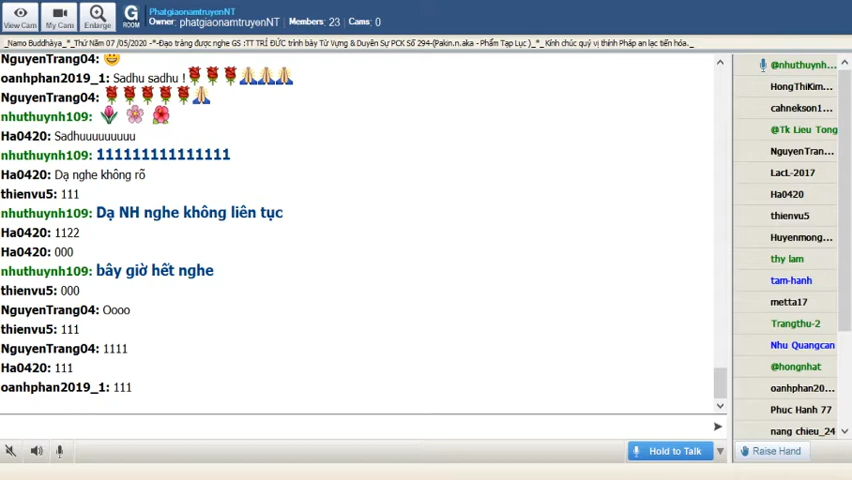 View Cam
My Cam
Enlarge
G
ROOM
PhatgiaonamtruyenNT
Owner: phatgiaonamtruyenNT Members: 23 Cams: 0
_Namo Buddhàya_*_Thứ Năm 07 /05/2020 -*-Đạo tràng được nghe GS :TT TRÍ ĐỨC trình bày Tứ Vựng & Duyên Sự PCK Số 294-(Pakin.n.aka - Phẩm Tạp Lục )_*_ Kính chúc quý vị thính Pháp an lạc tiến hóa._
NguyenTrang04:
oanhphan2019_1: Sadhu sadhu !
NguyenTrang04:
nhuthuynh109:
Ha0420: Sadhuuuuuuuuu
nhuthuynh109: 111111111111111
Ha0420: Dạ nghe không rõ
thienvu5: 111
nhuthuynh109: Dạ NH nghe không liên tục
Ha0420: 1122
Ha0420: 000
nhuthuynh109: bây giờ hết nghe
thienvu5: 000
NguyenTrang04: Oooo
thienvu5: 111
NguyenTrang04: 1111
Ha0420: 111
oanhphan2019_1: 111
@nhuthuynh...
HongThiKim...
cahnekson1...
@Tk Lieu Tong
NguyenTran...
LacL-2017
Ha0420
thienvu5
Huyenmong...
thy lam
tam-hanh
metta17
Trangthu-2
Nhu Quangcan
@hongnhat
oanhphan20...
Phuc Hanh 77
nang chieu_24
Hold to Talk
Raise Hand